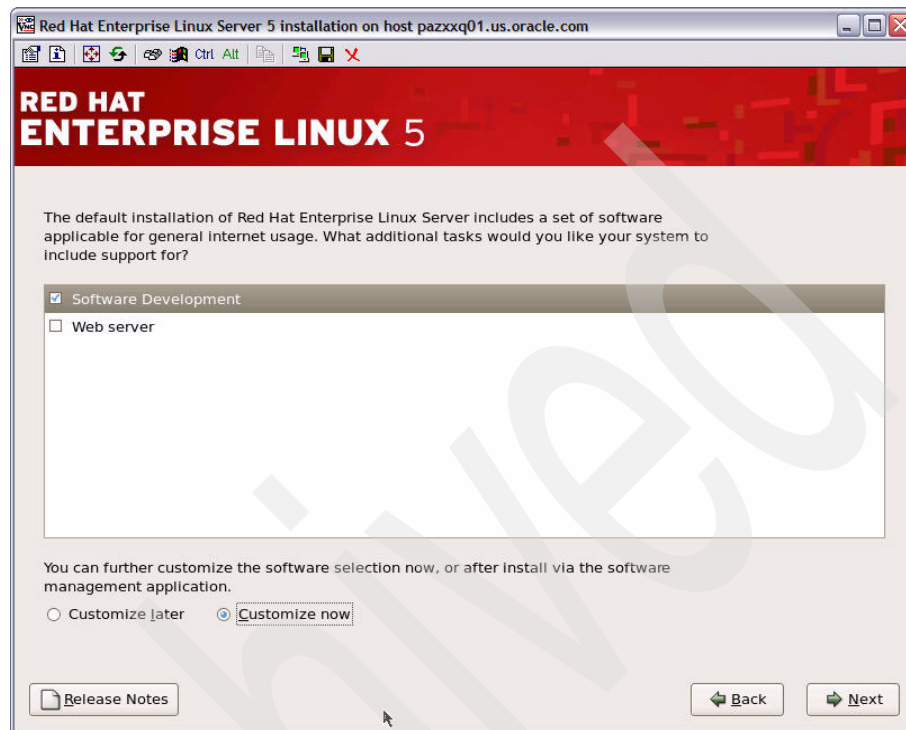 Red Hat Enterprise Linux Server 5 installation on host pazxxq01.us.oracle.com
Ctrl Alt
RED HAT
ENTERPRISE LINUX 5
The default installation of Red Hat Enterprise Linux Server includes a set of software
applicable for general internet usage. What additional tasks would you like your system to
include support for?
Software Development
Web server
You can further customize the software selection now, or after install via the software
management application.
Customize later Customize now
Release Notes Back Next
hived